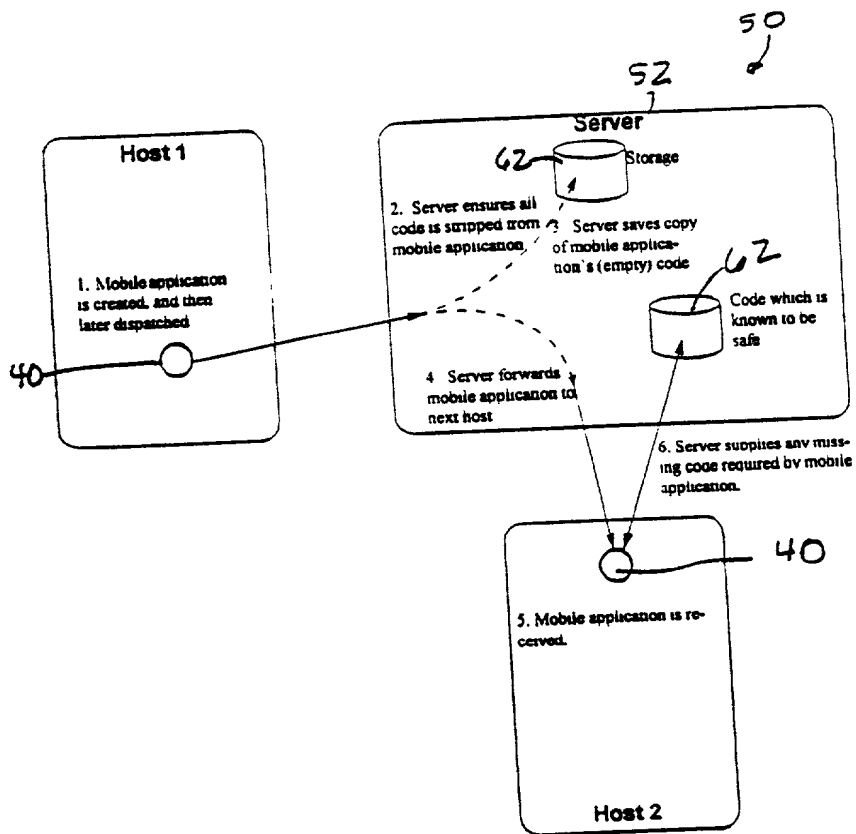 50
52
Server
Host 1
62
Storage
2. Server ensures all
code is stripped from
mobile application
3 Server saves copy
of mobile applica-
tion's (empty) code
62
1. Mobile application
is created, and then
later dispatched
Code which is
known to be
safe
40
4 Server forwards
mobile application to
next host
6. Server supplies any miss-
ing code required by mobile
application.
40
5. Mobile application is re-
ceived.
Host 2